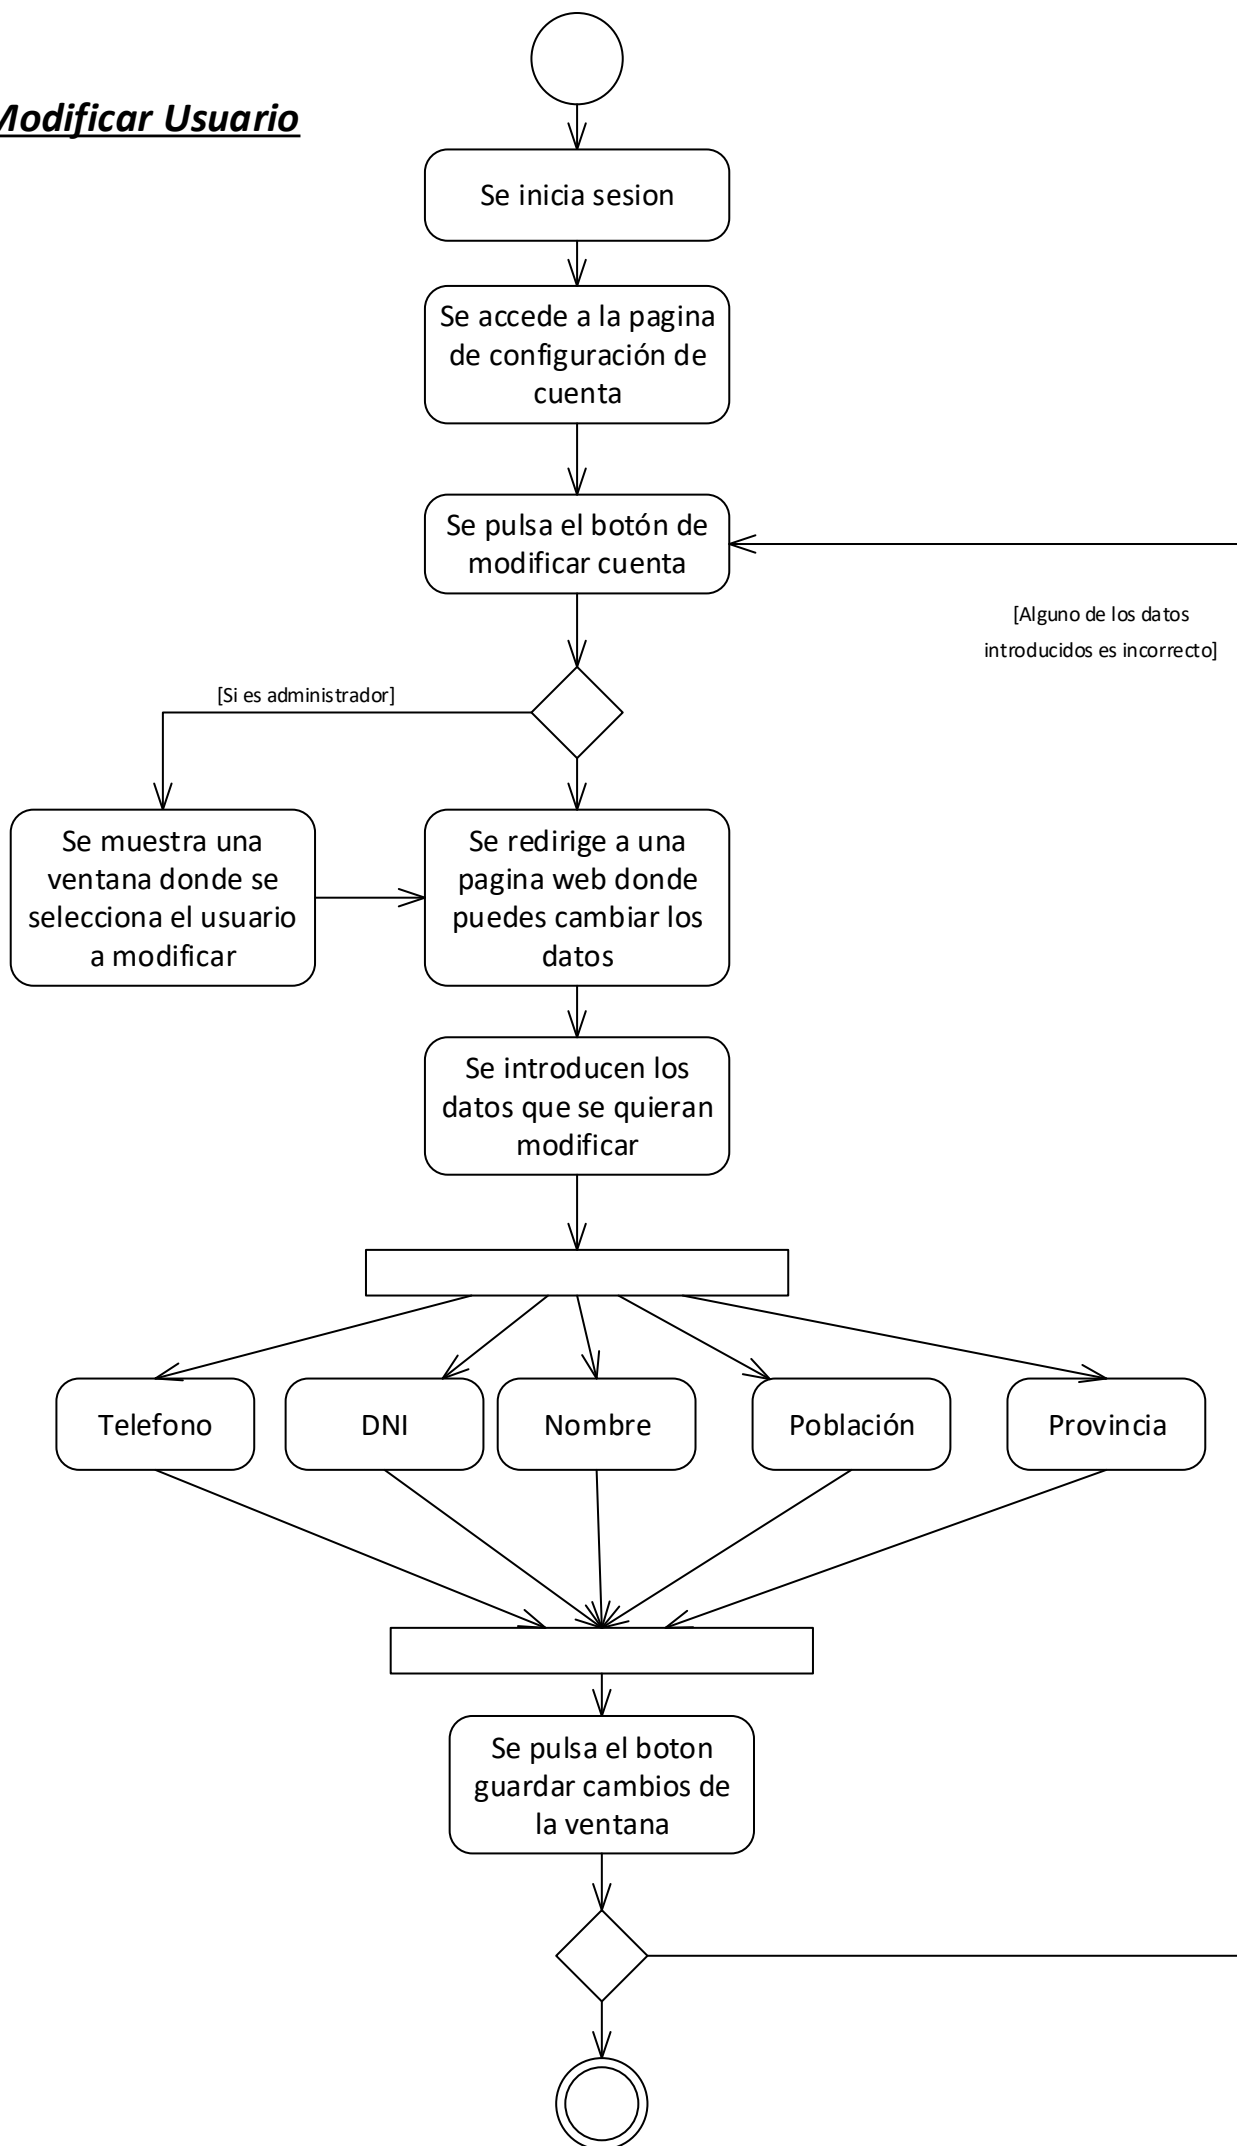 Modificar Usuario
Se inicia sesion
Se accede a la pagina
de configuración de
cuenta
Se pulsa el botón de
modificar cuenta
[Alguno de los datos
introducidos es incorrecto]
[Si es administrador]
Se muestra una
ventana donde se
selecciona el usuario
a modificar
Se redirige a una
pagina web donde
puedes cambiar los
datos
Se introducen los
datos que se quieran
modificar
Telefono
DNI
Nombre
Población
Provincia
Se pulsa el boton
guardar cambios de
la ventana